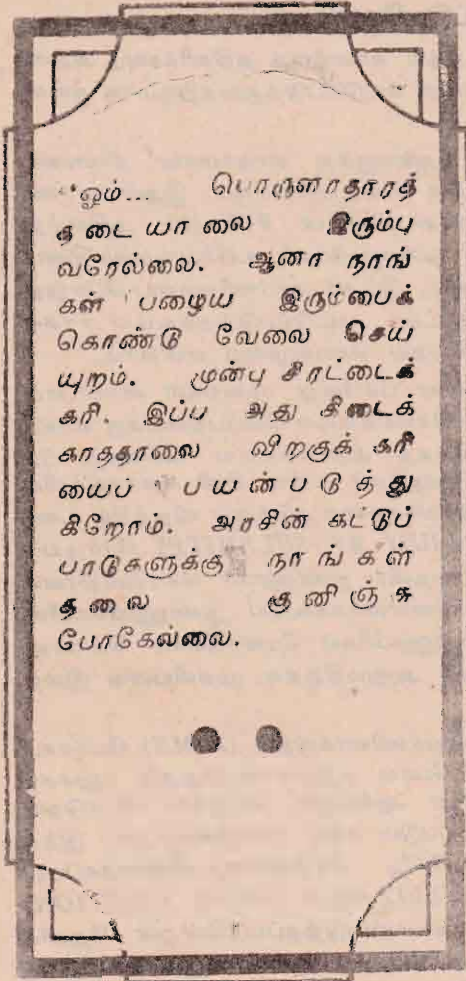 ‘ஓம்... பொருளாதாரத்
தடையாலை இரும்பு
வரேல்லை. ஆனா நாங்
கள் பழைய இரும்பைக்
கொண்டு வேலை செய்
யுறம். முன்பு சிரட்டைக்
கரி. இப்ப அது கிடைக்
காததாலை விறகுக் கரி
யைப் பயன்படுத்து
கிறோம். அரசின் கட்டுப்
பாடுகளுக்கு நாங்கள்
தலை குனிஞ்சு
போகேல்லை.